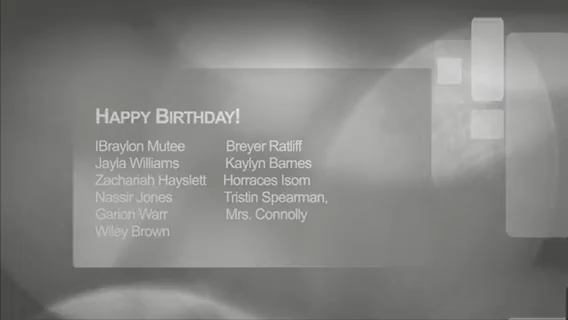 HAPPY BIRTHDAY!
IBraylon Mutee
Jayla Williams
Zachariah Hayslett
Nassir Jones
Garion Warr
Wiley Brown
Breyer Ratliff
Kaylyn Barnes
Horraces Isom
Tristin Spearman,
Mrs. Connolly